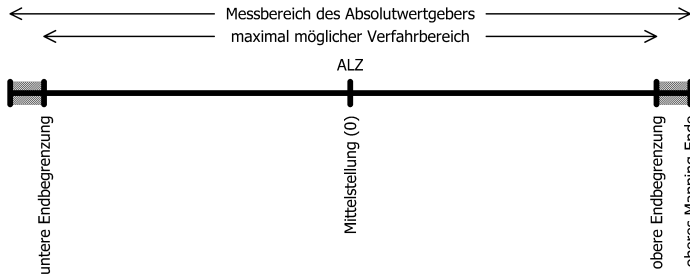 Messbereich des Absolutwertgebers
maximal möglicher Verfahrbereich
ALZ
untere Endbegrenzung
Mittelstellung (0)
obere Endbegrenzung